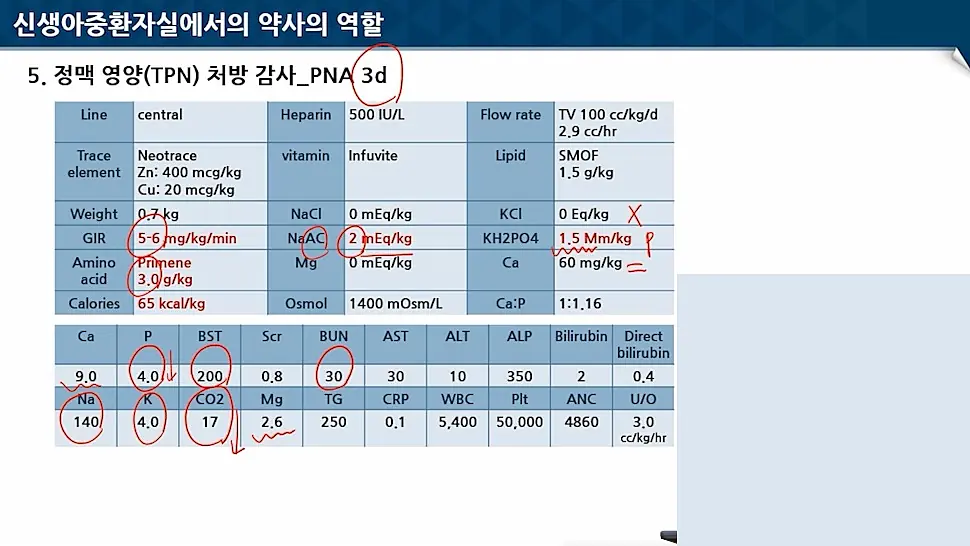 신생아중환자실에서의 약사의 역할
5. 정맥 영양(TPN) 처방 감사_PNA 3d
Line central Heparin 500 IU/L Flow rate TV 100 cc/kg/d
2.9 cc/hr
Trace element Neotrace vitamin Infuvite Lipid SMOF
Zn: 400 mcg/kg 1.5 g/kg
Cu: 20 mcg/kg
Weight 0.7 kg NaCl 0 mEq/kg KCl 0 Eq/kg X
GIR 5-6 mg/kg/min NaAC 2 mEq/kg KH2PO4 1.5 Mm/kg P
Amino acid Primene Mg 0 mEq/kg Ca 60 mg/kg
3.0 g/kg
Calories 65 kcal/kg Osmol 1400 mOsm/L Ca:P 1:1.16
Ca P BST Scr BUN AST ALT ALP Bilirubin Direct bilirubin
9.0 4.0 ↓ 200 0.8 30 30 10 350 2 0.4
Na K CO2 Mg TG CRP WBC Plt ANC U/O
140 4.0 17 ↓ 2.6 250 0.1 5,400 50,000 4860 3.0
cc/kg/hr